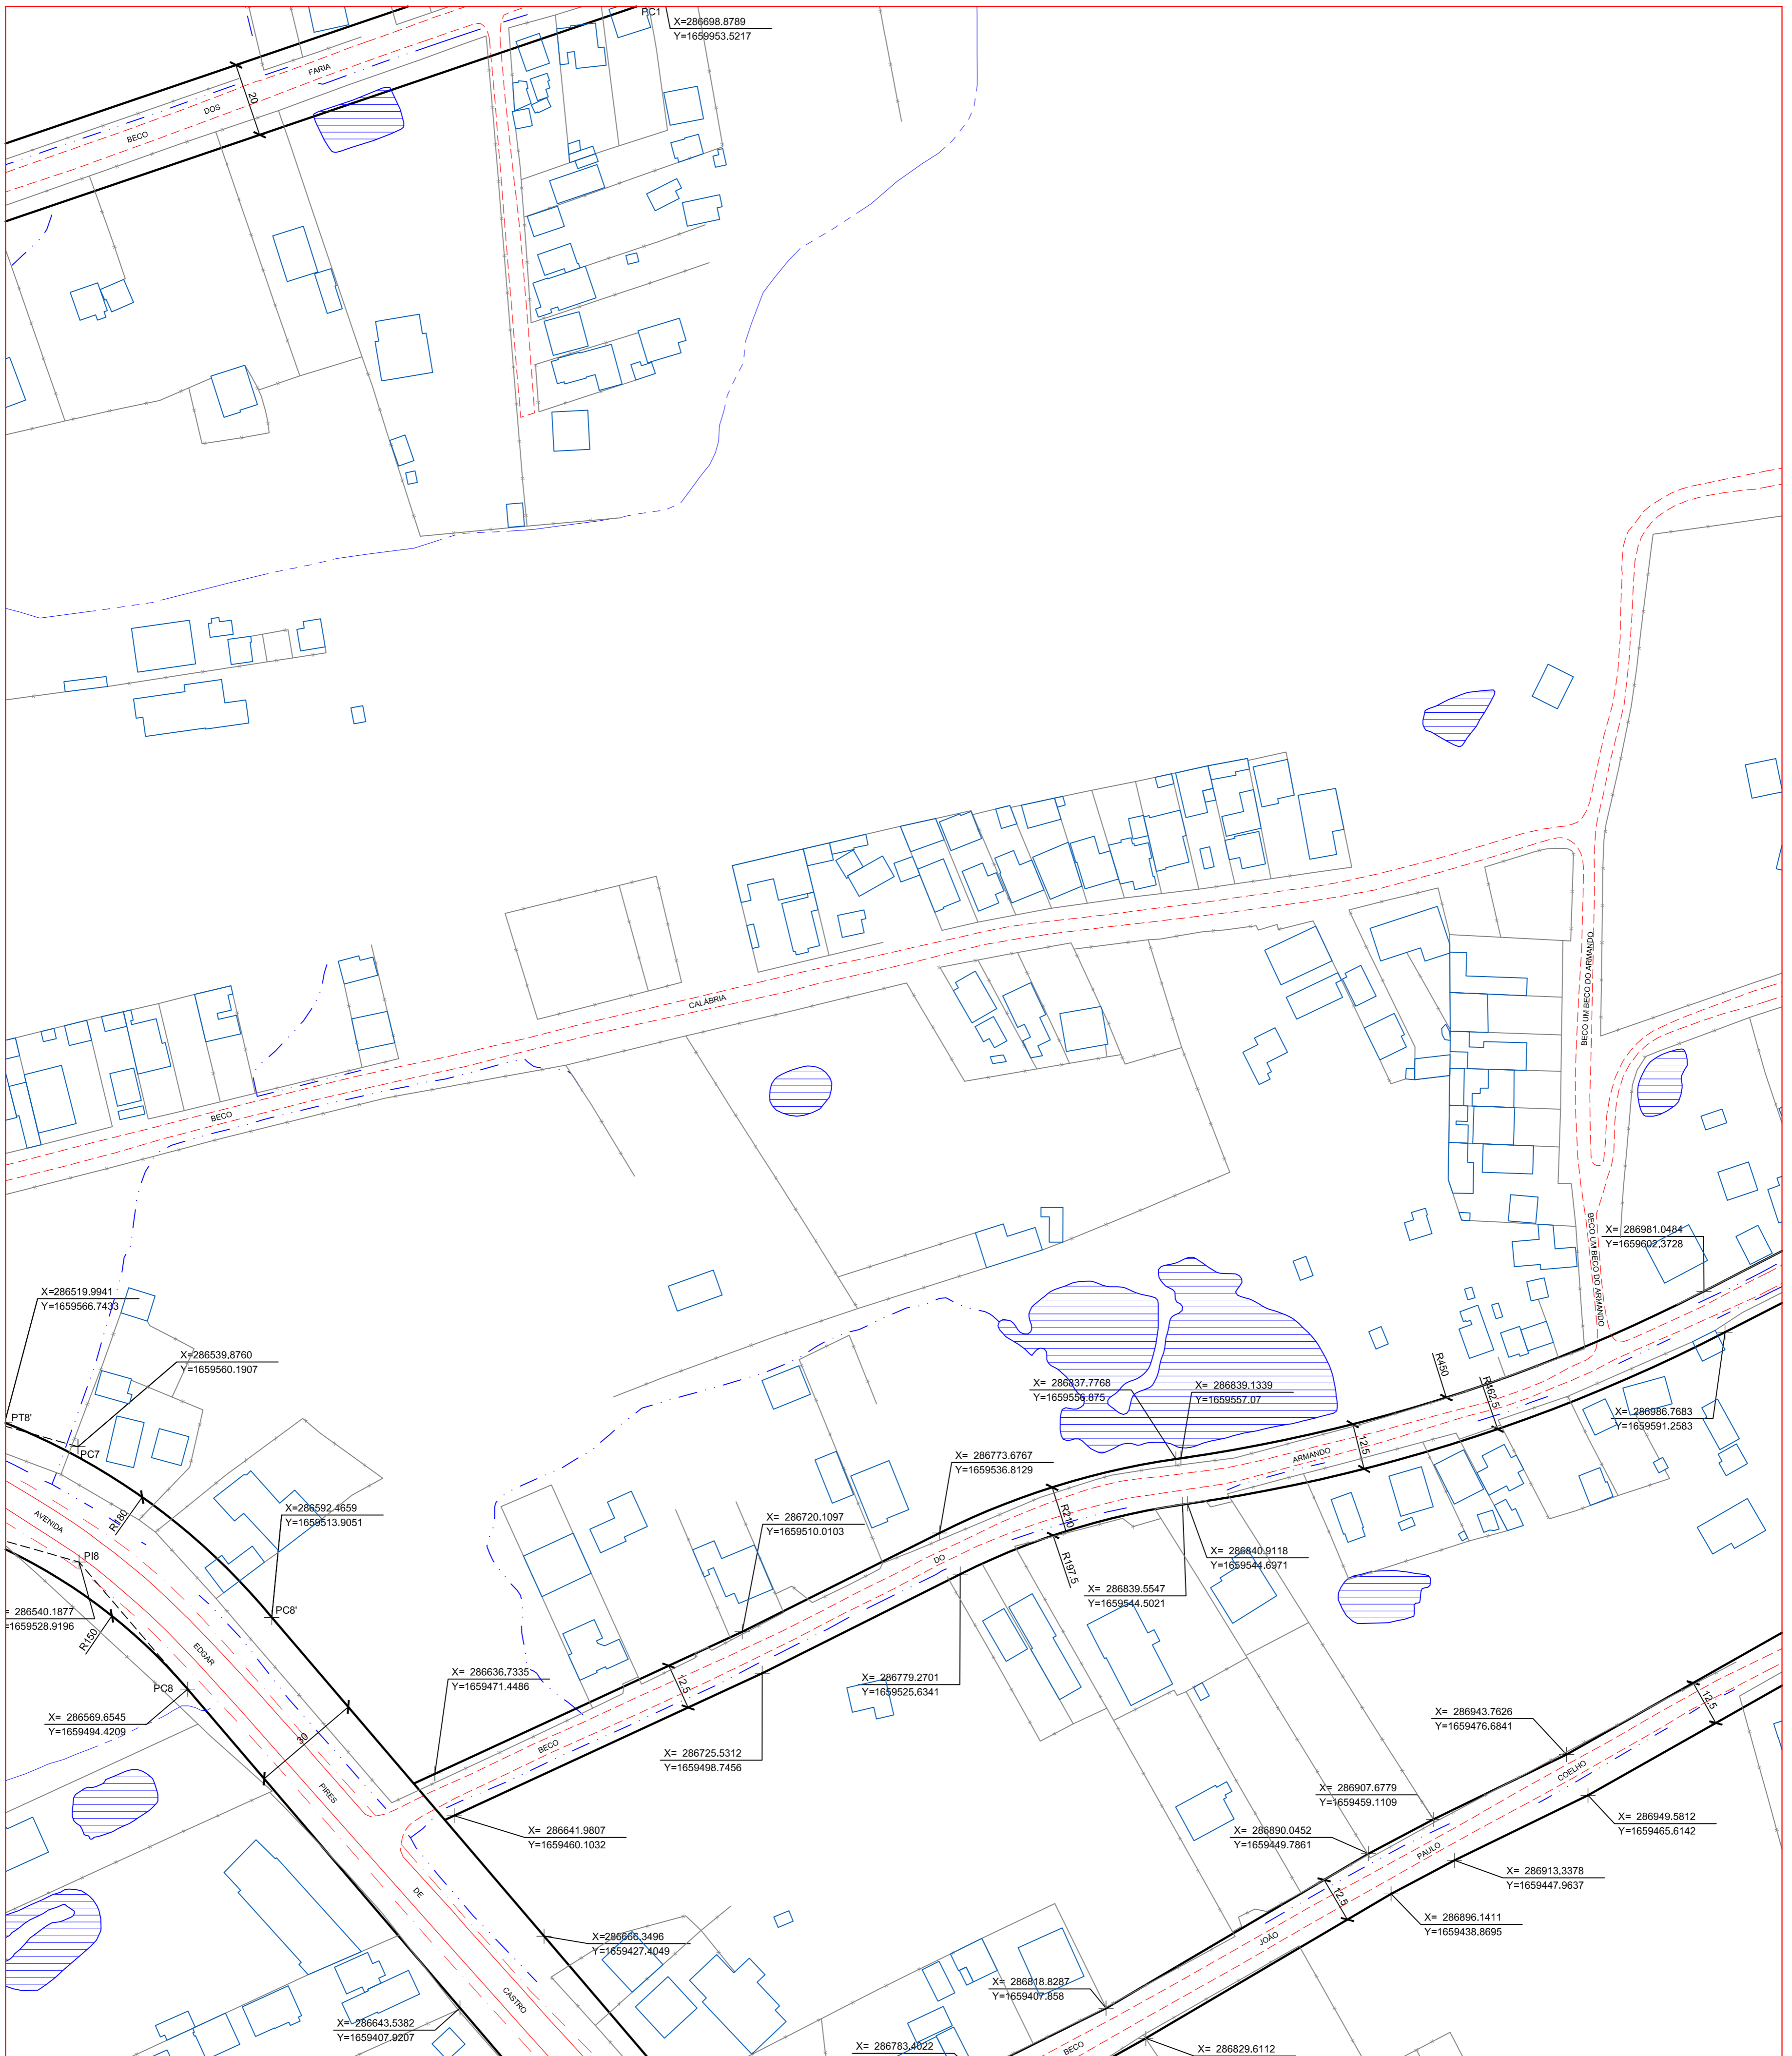 PC1
X=286698.8789
Y=1659953.5217
FARIA
DOS
BECO
20
CALÁBRIA
BECO
BECO UM BECO DO ARMANDO
BECO UM BECO DO ARMANDO
X= 286981.0484
Y=1659602.3728
X=286519.9941
Y=1659566.7433
X=286539.8760
Y=1659560.1907
PT8'
PC7
R180
X=286592.4659
Y=1659513.9051
AVENIDA
PI8
PC8'
X= 286837.7768
Y=1659556.875
X= 286839.1339
Y=1659557.07
R450
R462.5
X= 286986.7683
Y=1659591.2583
12.5
ARMANDO
X= 286773.6767
Y=1659536.8129
R210
R197.5
X= 286720.1097
Y=1659510.0103
DO
X= 286840.9118
Y=1659544.6971
X= 286839.5547
Y=1659544.5021
= 286540.1877
=1659528.9196
R150
EDGAR
PC8
X= 286569.6545
Y=1659494.4209
X= 286636.7335
Y=1659471.4486
12.5
X= 286779.2701
Y=1659525.6341
X= 286725.5312
Y=1659498.7456
BECO
30
PIRES
X= 286943.7626
Y=1659476.6841
12.5
COELHO
X= 286907.6779
Y=1659459.1109
X= 286949.5812
Y=1659465.6142
X= 286641.9807
Y=1659460.1032
X= 286890.0452
Y=1659449.7861
PAULO
X= 286913.3378
Y=1659447.9637
DE
12.5
X= 286896.1411
Y=1659438.8695
X=286666.3496
Y=1659427.4049
JOÃO
CASTRO
X= 286818.8287
Y=1659407.858
X= 286643.5382
Y=1659407.9207
X= 286783.4022
BECO
X= 286829.6112